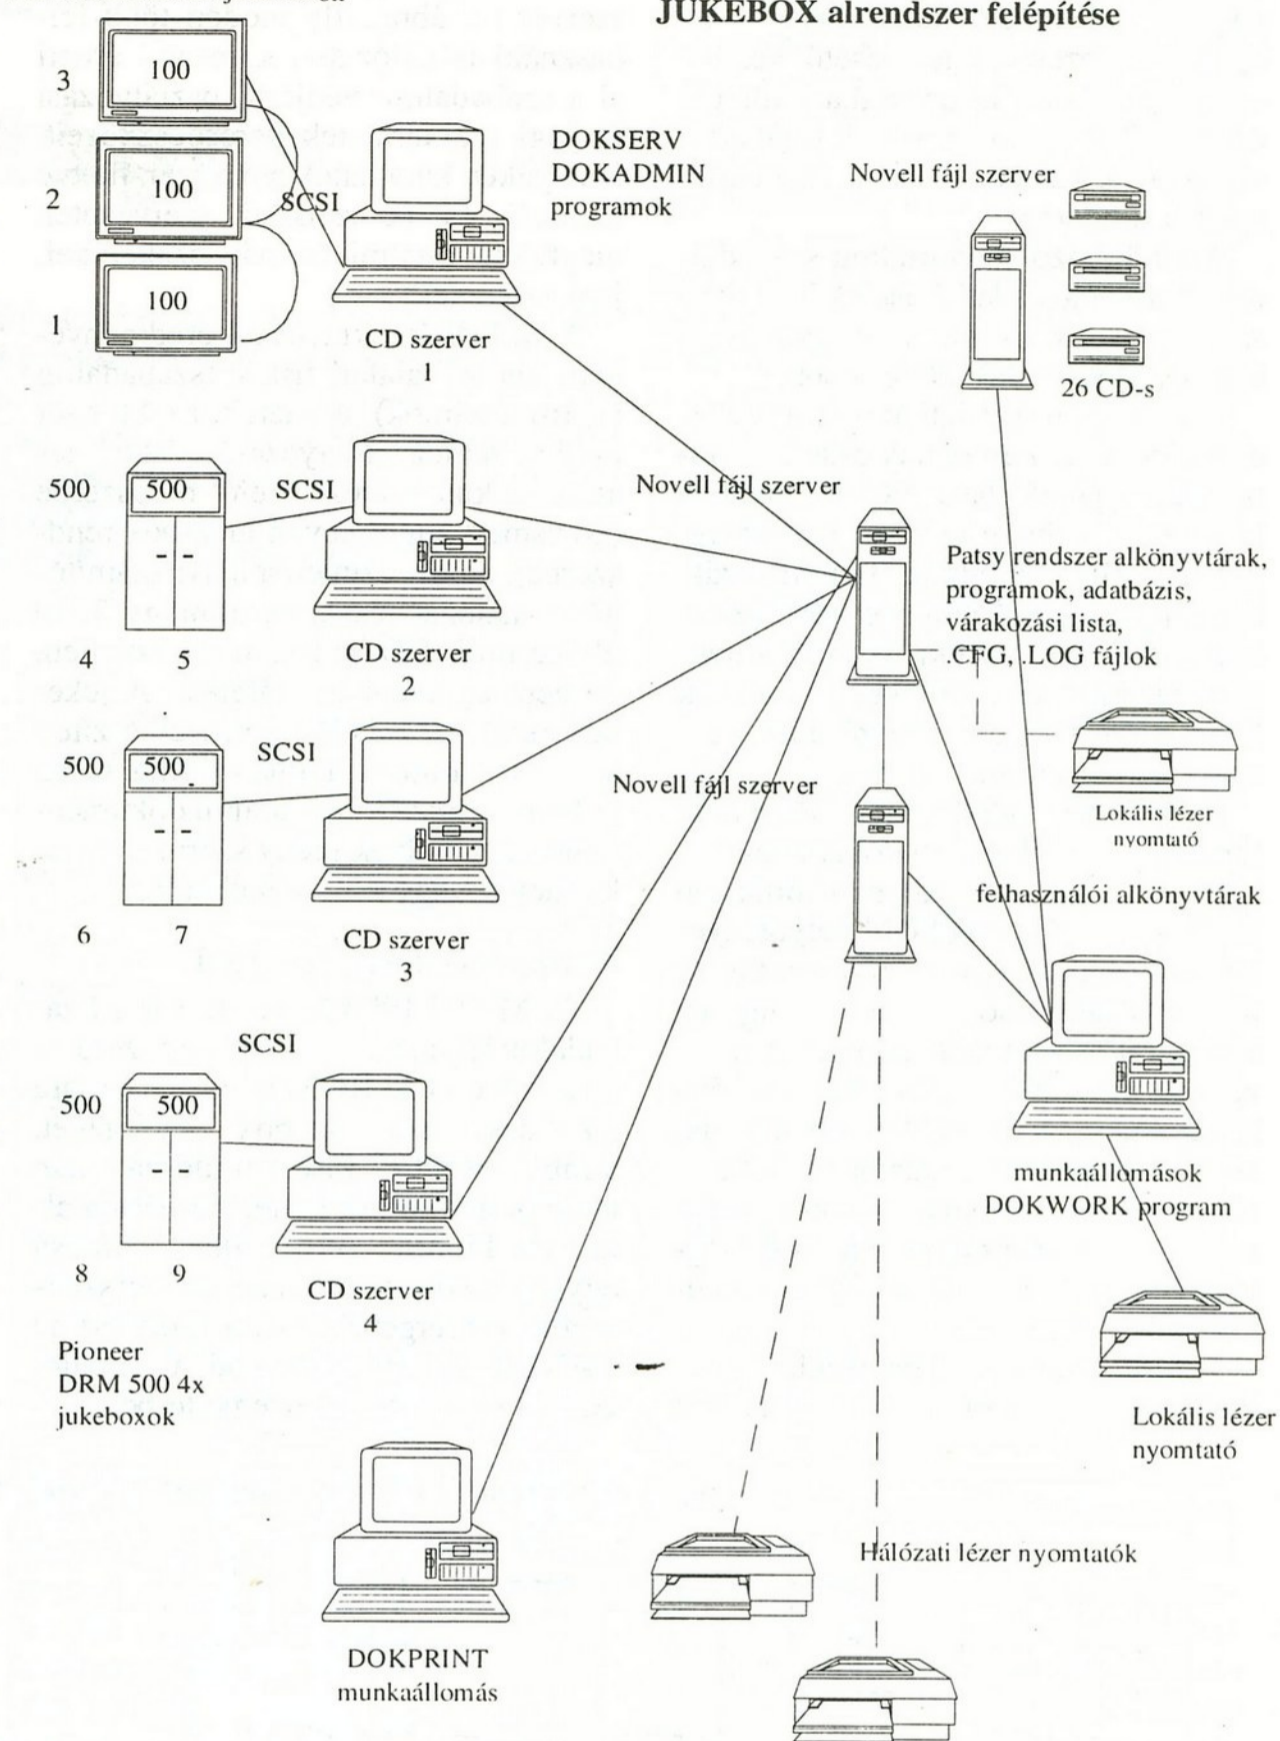 JUKEBOX alrendszer felépítése
3
100
2
100
1
100
SCSI
DOKSERV
DOKADMIN
programok
CD szerver
1
Novell fájl szerver
26 CD-s
500
500
SCSI
4
5
CD szerver
2
Novell fájl szerver
Patsy rendszer alkönyvtárak,
programok, adatbázis,
várakozási lista,
.CFG, .LOG fájlok
Lokális lézer
nyomtató
500
500
SCSI
6
7
CD szerver
3
Novell fájl szerver
felhasználói alkönyvtárak
SCSI
500
500
8
9
CD szerver
4
munkaállomások
DOKWORK program
Pioneer
DRM 500 4x
jukeboxok
Lokális lézer
nyomtató
Hálózati lézer nyomtatók
DOKPRINT
munkaállomás